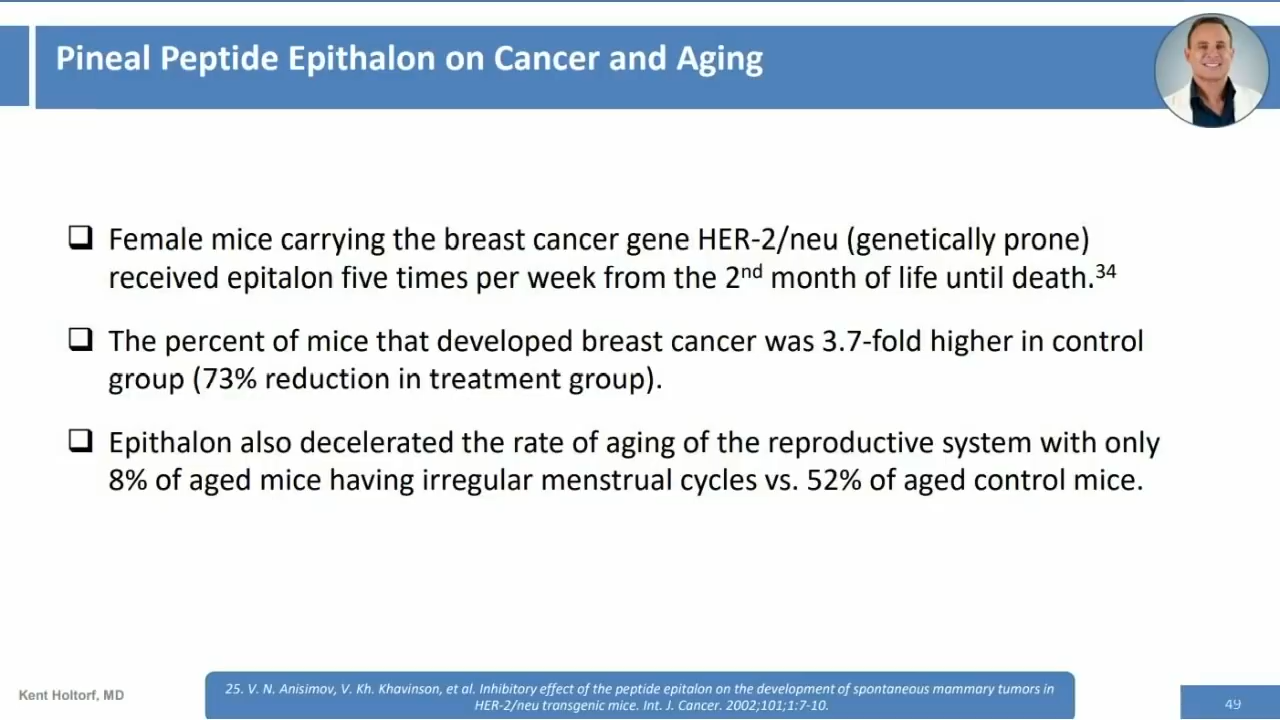 Pineal Peptide Epithalon on Cancer and Aging
Female mice carrying the breast cancer gene HER-2/neu (genetically prone)
received epitalon five times per week from the 2nd month of life until death.34
The percent of mice that developed breast cancer was 3.7-fold higher in control
group (73% reduction in treatment group).
Epithalon also decelerated the rate of aging of the reproductive system with only
8% of aged mice having irregular menstrual cycles vs. 52% of aged control mice.
Kent Holtorf, MD
25. V. N. Anisimov, V. Kh. Khavinson, et al. Inhibitory effect of the peptide epitalon on the development of spontaneous mammary tumors in
HER-2/neu transgenic mice. Int. J. Cancer. 2002;101;1:7-10.
49